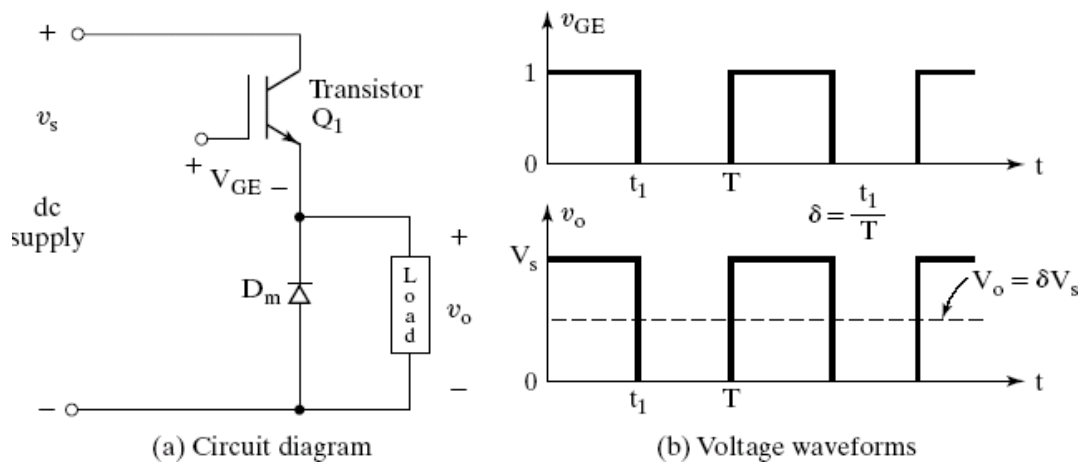 +
v_s
dc
supply
−
Transistor
Q_1
+
V_GE −
D_m
Load
+
v_o
−
(a) Circuit diagram
v_GE
1
0
t_1
T
t
δ = t_1/T
v_o
V_s
V_o = δV_s
0
t_1
T
t
(b) Voltage waveforms